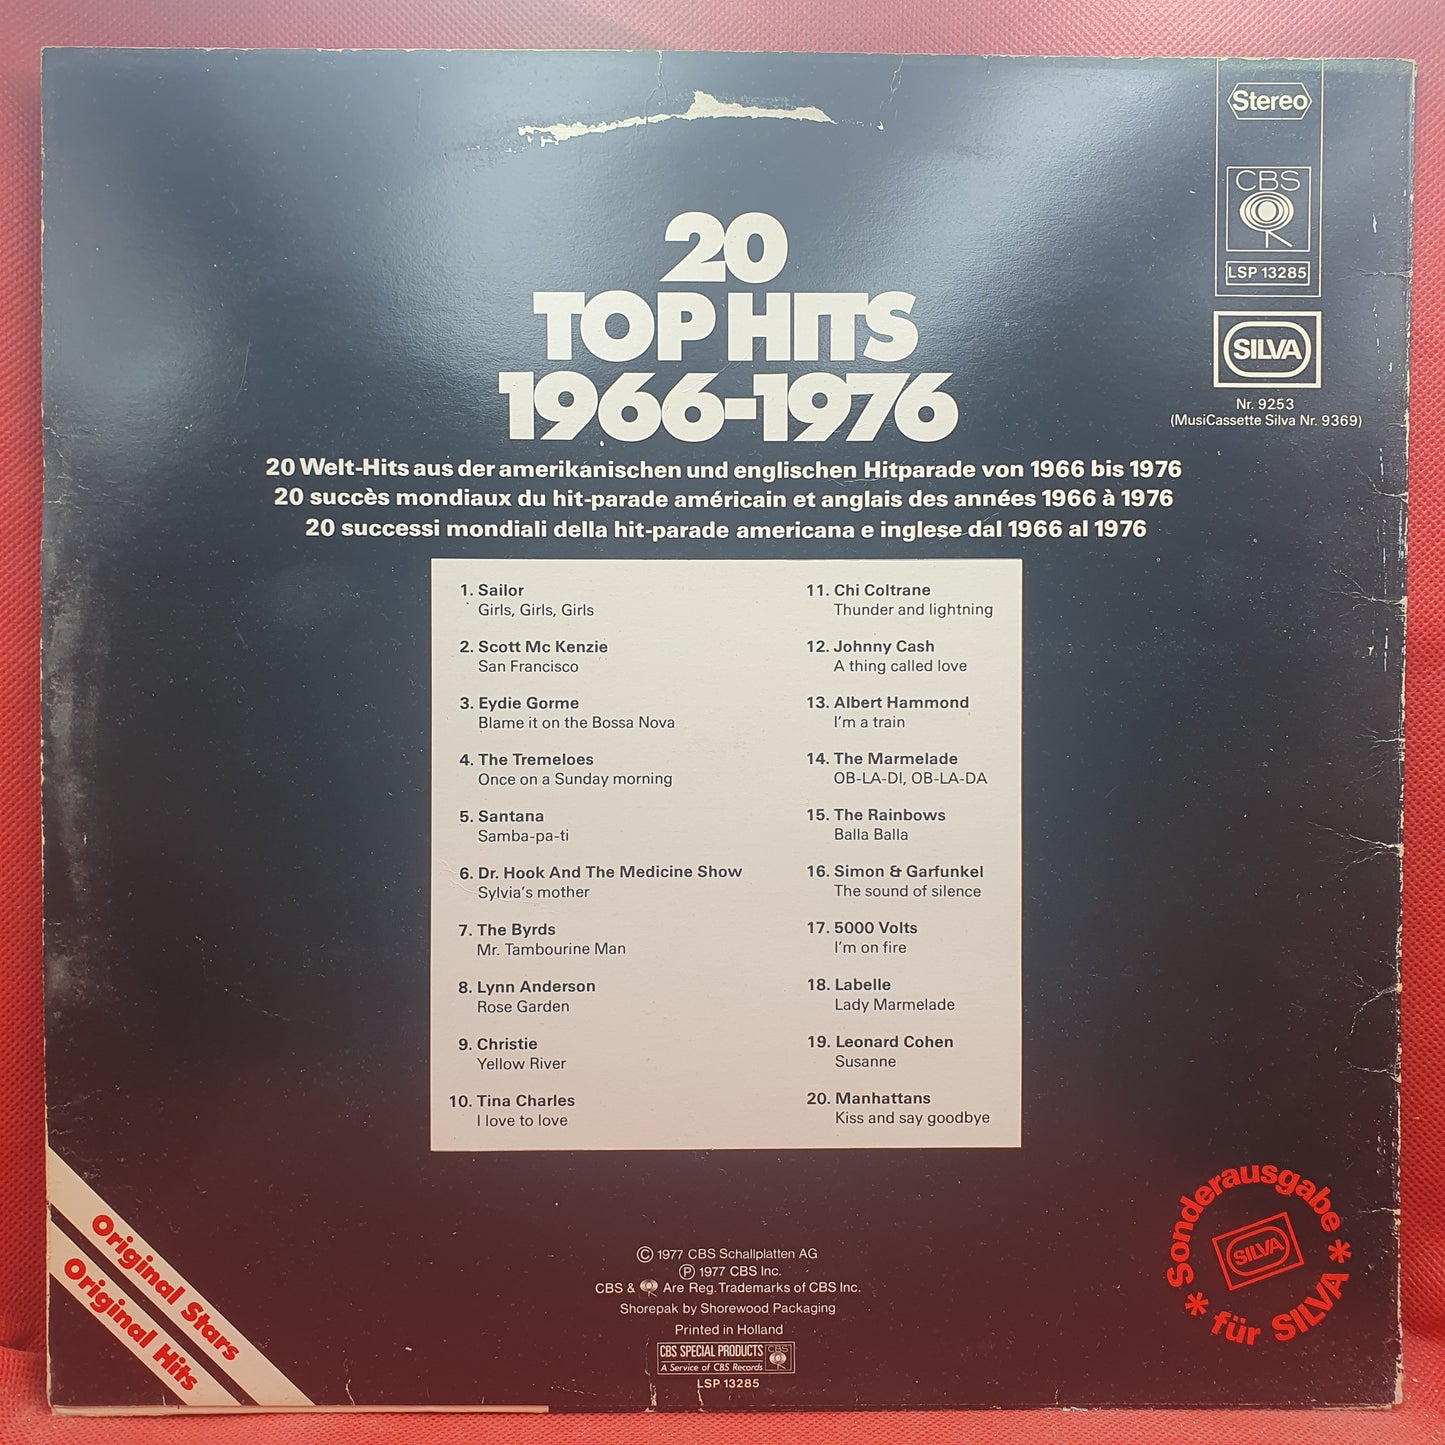 Stereo
CBS
LSP 13285
SILVA
Nr. 9253
(MusiCassette Silva Nr. 9369)
20
TOP HITS
1966-1976
20 Welt-Hits aus der amerikanischen und englischen Hitparade von 1966 bis 1976
20 succès mondiaux du hit-parade américain et anglais des années 1966 à 1976
20 successi mondiali della hit-parade americana e inglese dal 1966 al 1976
1. Sailor
Girls, Girls, Girls
2. Scott Mc Kenzie
San Francisco
3. Eydie Gorme
Blame it on the Bossa Nova
4. The Tremeloes
Once on a Sunday morning
5. Santana
Samba-pa-ti
6. Dr. Hook And The Medicine Show
Sylvia's mother
7. The Byrds
Mr. Tambourine Man
8. Lynn Anderson
Rose Garden
9. Christie
Yellow River
10. Tina Charles
I love to love
11. Chi Coltrane
Thunder and lightning
12. Johnny Cash
A thing called love
13. Albert Hammond
I'm a train
14. The Marmelade
OB-LA-DI, OB-LA-DA
15. The Rainbows
Balla Balla
16. Simon & Garfunkel
The sound of silence
17. 5000 Volts
I'm on fire
18. Labelle
Lady Marmelade
19. Leonard Cohen
Susanne
20. Manhattans
Kiss and say goodbye
Original Stars
Original Hits
© 1977 CBS Schallplatten AG
℗ 1977 CBS Inc.
CBS & Are Reg. Trademarks of CBS Inc.
Shorepak by Shorewood Packaging
Printed in Holland
CBS SPECIAL PRODUCTS
A Service of CBS Records
CBS
LSP 13285
Sonderausgabe
* für SILVA *
SILVA